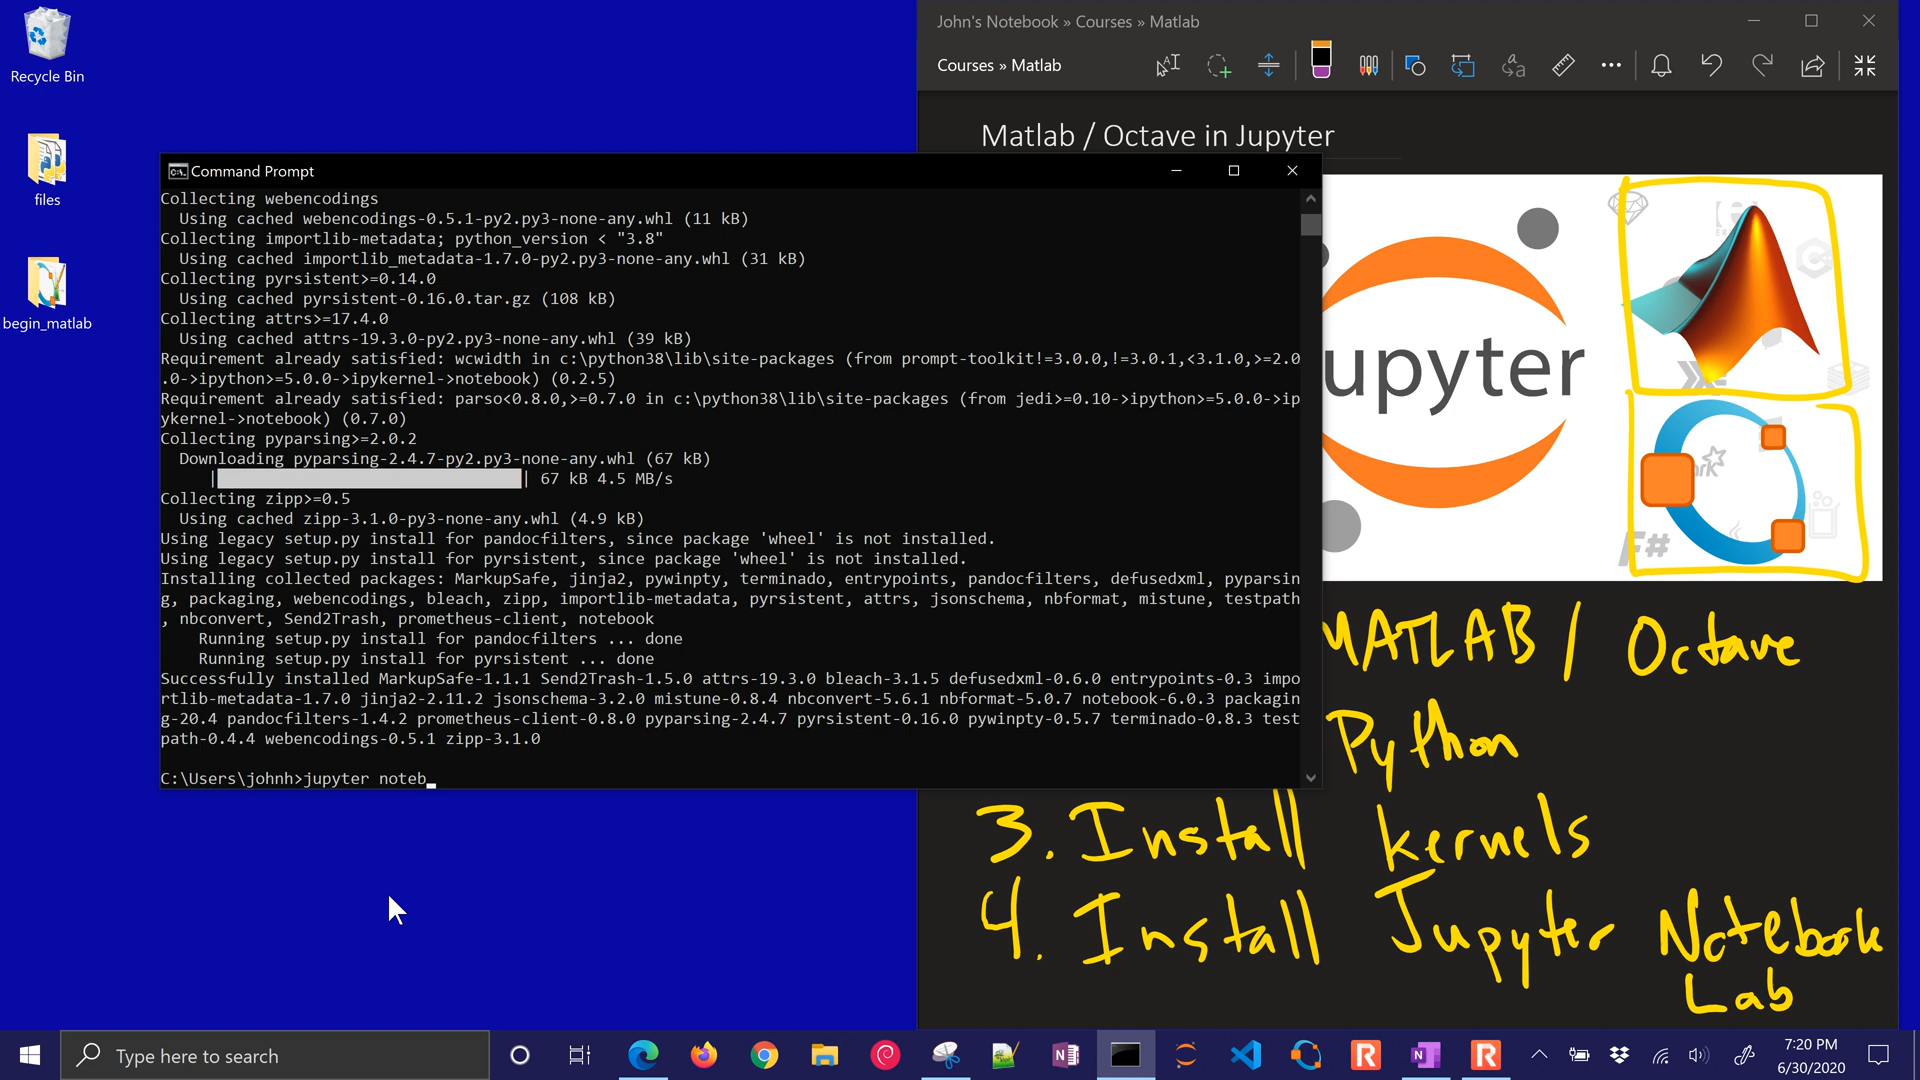 Recycle Bin
files
begin_matlab
John's Notebook » Courses » Matlab
Courses » Matlab
Matlab / Octave in Jupyter
Command Prompt
Collecting webencodings
Using cached webencodings-0.5.1-py2.py3-none-any.whl (11 kB)
Collecting importlib-metadata; python_version < "3.8"
Using cached importlib_metadata-1.7.0-py2.py3-none-any.whl (31 kB)
Collecting pyrsistent>=0.14.0
Using cached pyrsistent-0.16.0.tar.gz (108 kB)
Collecting attrs>=17.4.0
Using cached attrs-19.3.0-py2.py3-none-any.whl (39 kB)
Requirement already satisfied: wcwidth in c:\python38\lib\site-packages (from prompt-toolkit!=3.0.0,!=3.0.1,<3.1.0,>=2.0
.0->ipython>=5.0.0->ipykernel->notebook) (0.2.5)
Requirement already satisfied: parso<0.8.0,>=0.7.0 in c:\python38\lib\site-packages (from jedi>=0.10->ipython>=5.0.0->ip
ykernel->notebook) (0.7.0)
Collecting pyparsing>=2.0.2
Downloading pyparsing-2.4.7-py2.py3-none-any.whl (67 kB)
| | 67 kB 4.5 MB/s
Collecting zipp>=0.5
Using cached zipp-3.1.0-py3-none-any.whl (4.9 kB)
Using legacy setup.py install for pandocfilters, since package 'wheel' is not installed.
Using legacy setup.py install for pyrsistent, since package 'wheel' is not installed.
Installing collected packages: MarkupSafe, jinja2, pywinpty, terminado, entrypoints, pandocfilters, defusedxml, pyparsin
g, packaging, webencodings, bleach, zipp, importlib-metadata, pyrsistent, attrs, jsonschema, nbformat, mistune, testpath
, nbconvert, Send2Trash, prometheus-client, notebook
Running setup.py install for pandocfilters ... done
Running setup.py install for pyrsistent ... done
Successfully installed MarkupSafe-1.1.1 Send2Trash-1.5.0 attrs-19.3.0 bleach-3.1.5 defusedxml-0.6.0 entrypoints-0.3 impo
rtlib-metadata-1.7.0 jinja2-2.11.2 jsonschema-3.2.0 mistune-0.8.4 nbconvert-5.6.1 nbformat-5.0.7 notebook-6.0.3 packagin
g-20.4 pandocfilters-1.4.2 prometheus-client-0.8.0 pyparsing-2.4.7 pyrsistent-0.16.0 pywinpty-0.5.7 terminado-0.8.3 test
path-0.4.4 webencodings-0.5.1 zipp-3.1.0
C:\Users\johnh>jupyter noteb_
upyter
F#
MATLAB / Octave
Python
3. Install kernels
4. Install Jupyter Notebook
Lab
Type here to search
7:20 PM
6/30/2020